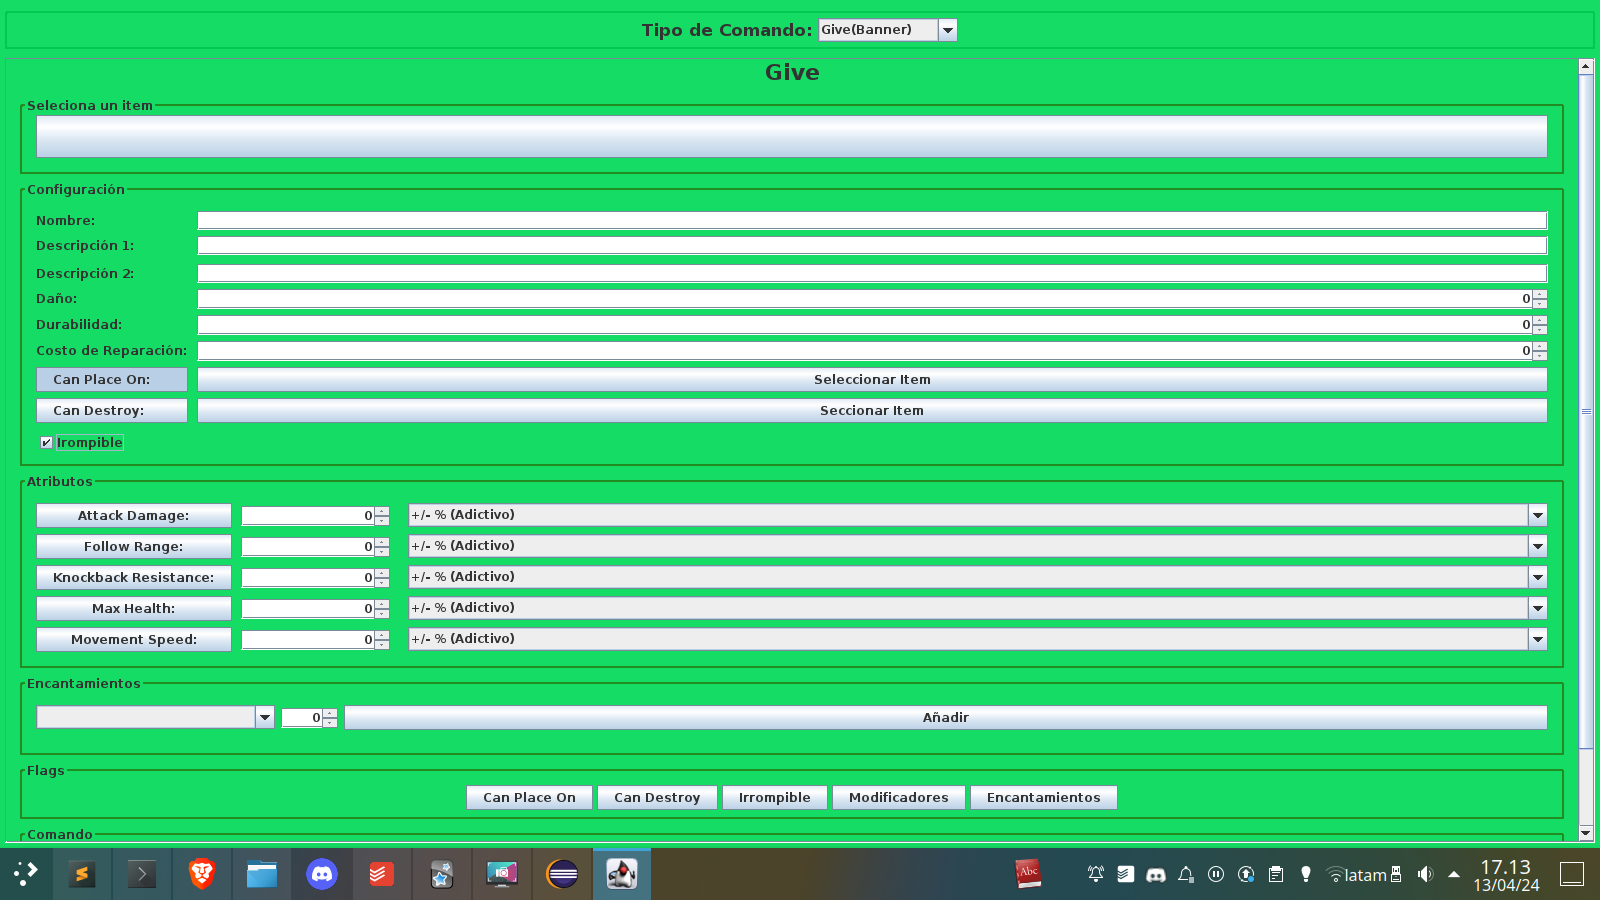 Tipo de Comando: Give(Banner)
Give
Seleciona un item
Configuración
Nombre:
Descripción 1:
Descripción 2:
Daño: 0
Durabilidad: 0
Costo de Reparación: 0
Can Place On: Seleccionar Item
Can Destroy: Seccionar Item
Irompible
Atributos
Attack Damage: 0 +/- % (Adictivo)
Follow Range: 0 +/- % (Adictivo)
Knockback Resistance: 0 +/- % (Adictivo)
Max Health: 0 +/- % (Adictivo)
Movement Speed: 0 +/- % (Adictivo)
Encantamientos
0 Añadir
Flags
Can Place On Can Destroy Irrompible Modificadores Encantamientos
Comando
Abc latam 17.13
13/04/24